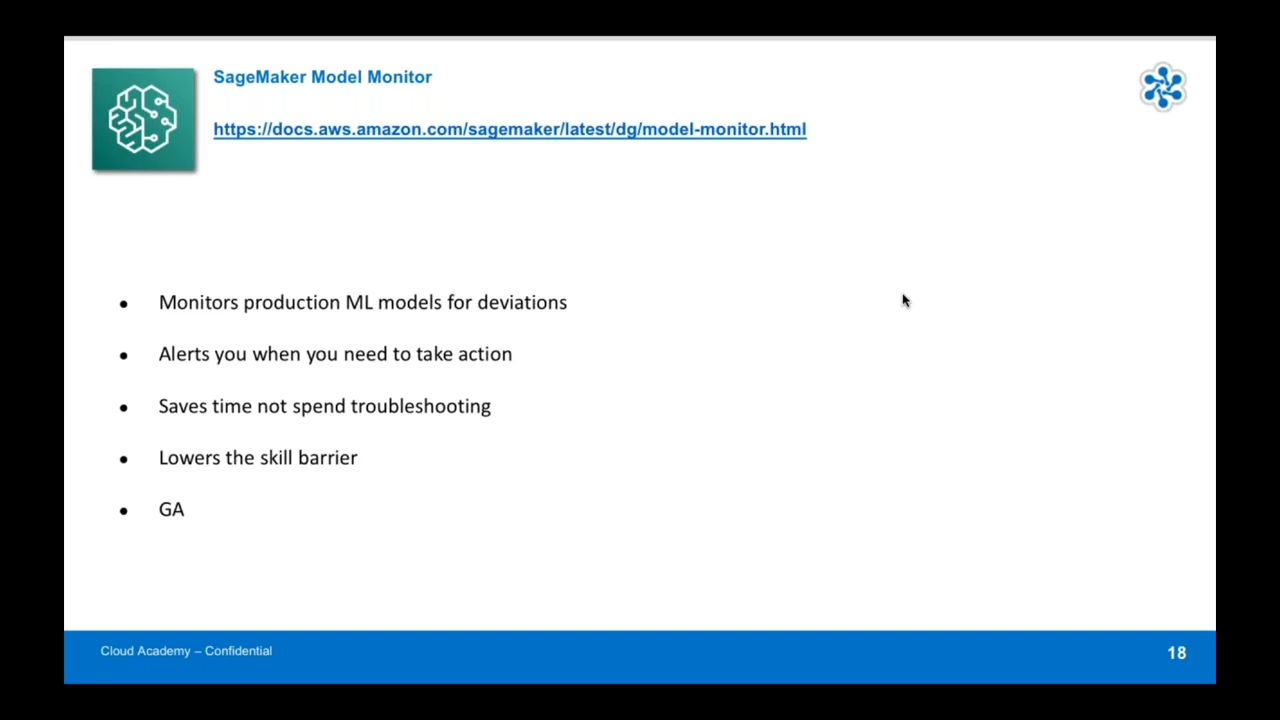 SageMaker Model Monitor
https://docs.aws.amazon.com/sagemaker/latest/dg/model-monitor.html
• Monitors production ML models for deviations
• Alerts you when you need to take action
• Saves time not spend troubleshooting
• Lowers the skill barrier
• GA
Cloud Academy – Confidential
18